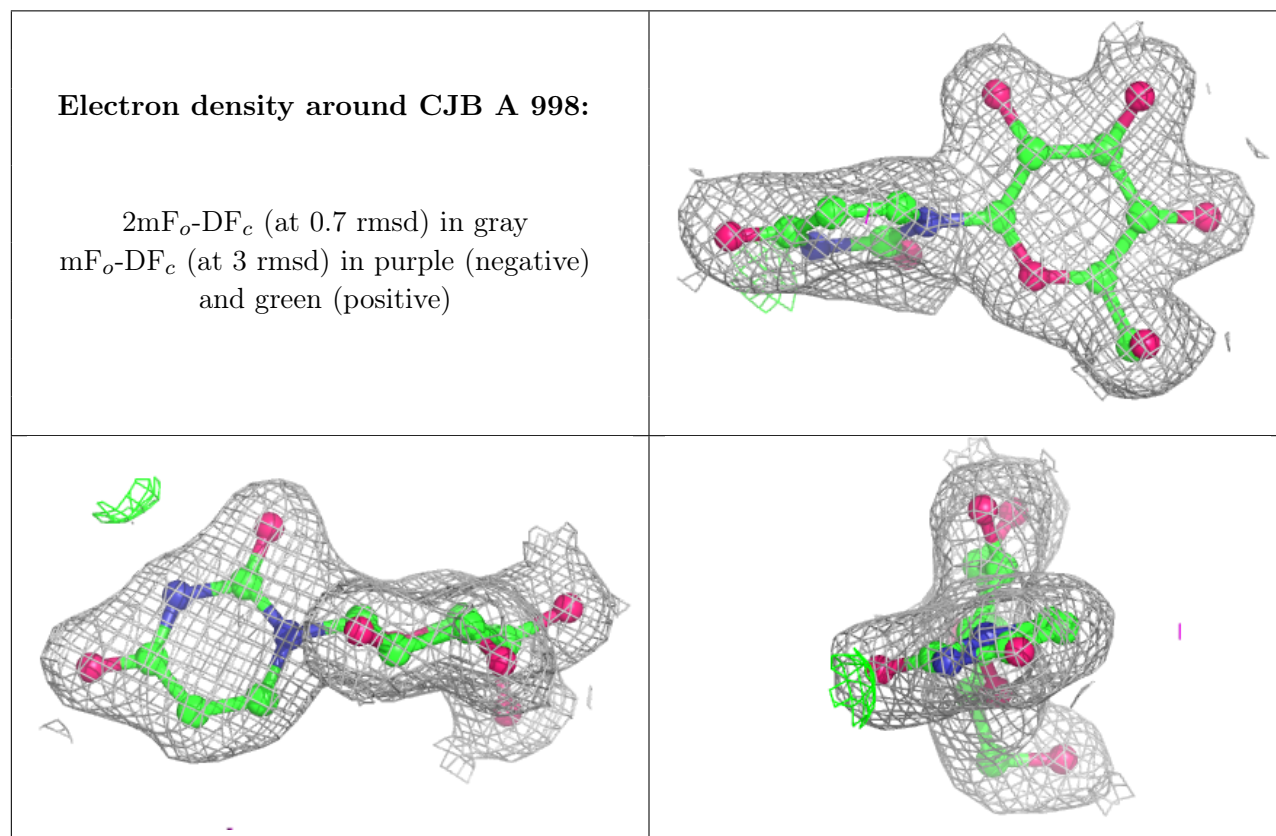 Electron density around CJB A 998:
2mFₒ-DF𝒸 (at 0.7 rmsd) in gray
mFₒ-DF𝒸 (at 3 rmsd) in purple (negative)
and green (positive)